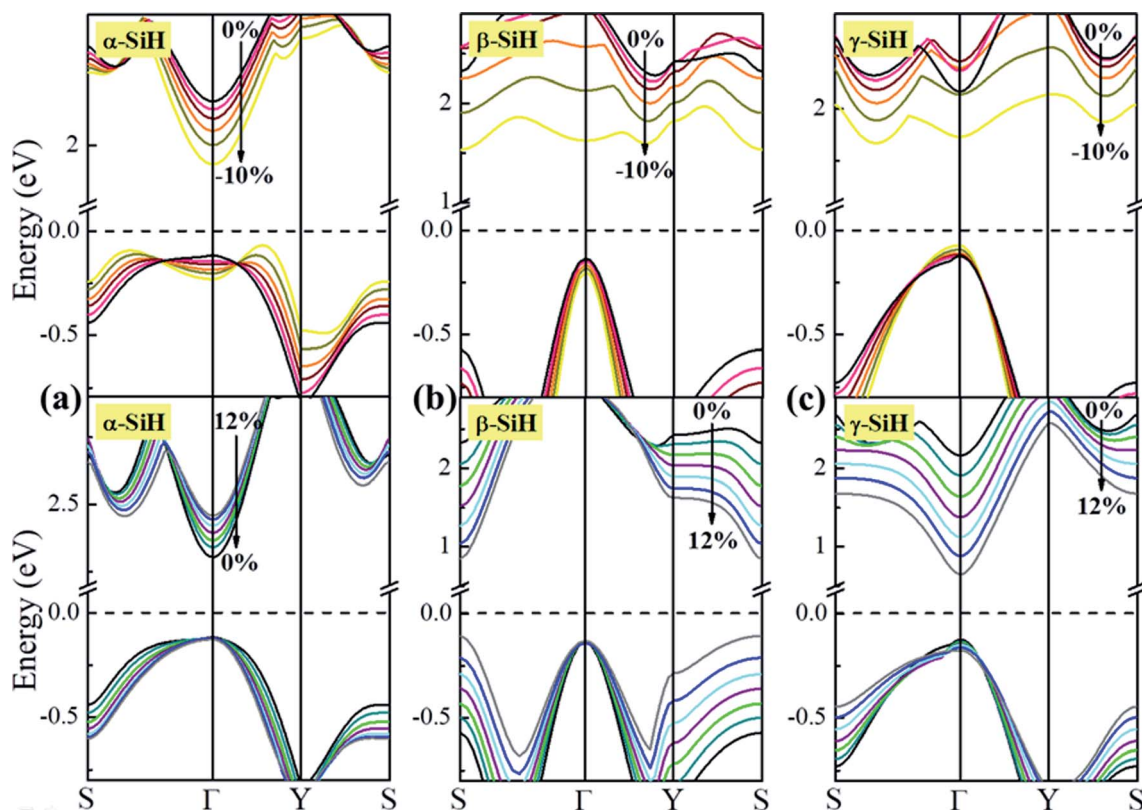 α-SiH
0%
-10%
2
0.0
-0.5
Energy (eV)
β-SiH
0%
-10%
2
1
0.0
-0.5
γ-SiH
0%
-10%
2
0.0
-0.5
(a)
α-SiH
12%
0%
2.5
0.0
-0.5
Energy (eV)
S Γ Y S
(b)
β-SiH
0%
12%
2
1
0.0
-0.5
S Γ Y S
(c)
γ-SiH
0%
12%
2
1
0.0
-0.5
S Γ Y S